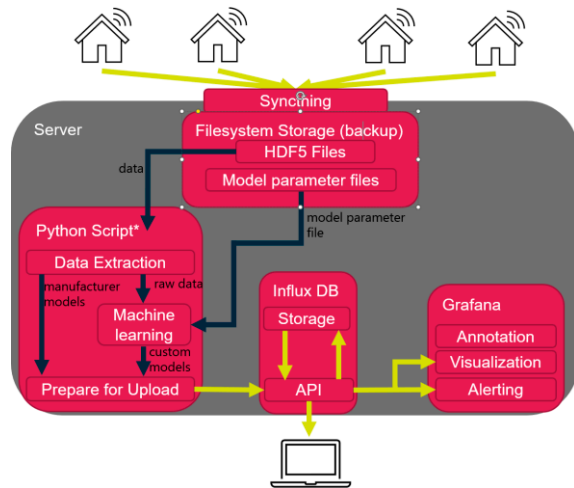 Syncthing
Server
Filesystem Storage (backup)
HDF5 Files
data
Model parameter files
model parameter
file
Python Script*
Data Extraction
manufacturer
models
raw data
Machine
learning
custom
models
Prepare for Upload
Influx DB
Storage
API
Grafana
Annotation
Visualization
Alerting